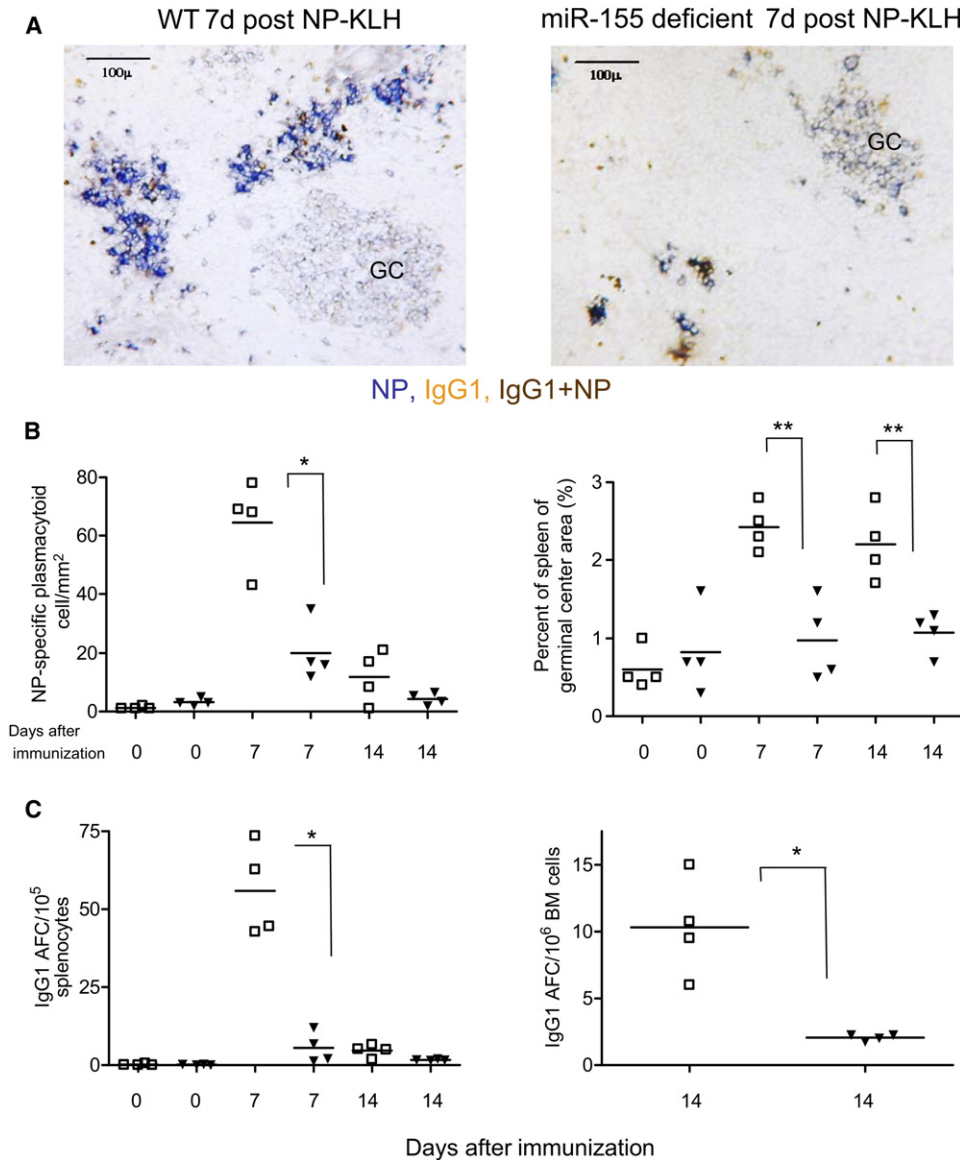 A
WT 7d post NP-KLH
miR-155 deficient 7d post NP-KLH
100μ
GC
100μ
GC
NP, IgG1, IgG1+NP
B
NP-specific plasmacytoid
cell/mm2
80
60
40
20
0
*
Days after
immunization
0 0 7 7 14 14
Percent of spleen of
germinal center area (%)
3
2
1
0
**
**
0 0 7 7 14 14
C
IgG1 AFC/10^5
splenocytes
75
50
25
0
*
0 0 7 7 14 14
IgG1 AFC/10^6 BM cells
15
10
5
0
*
14 14
Days after immunization